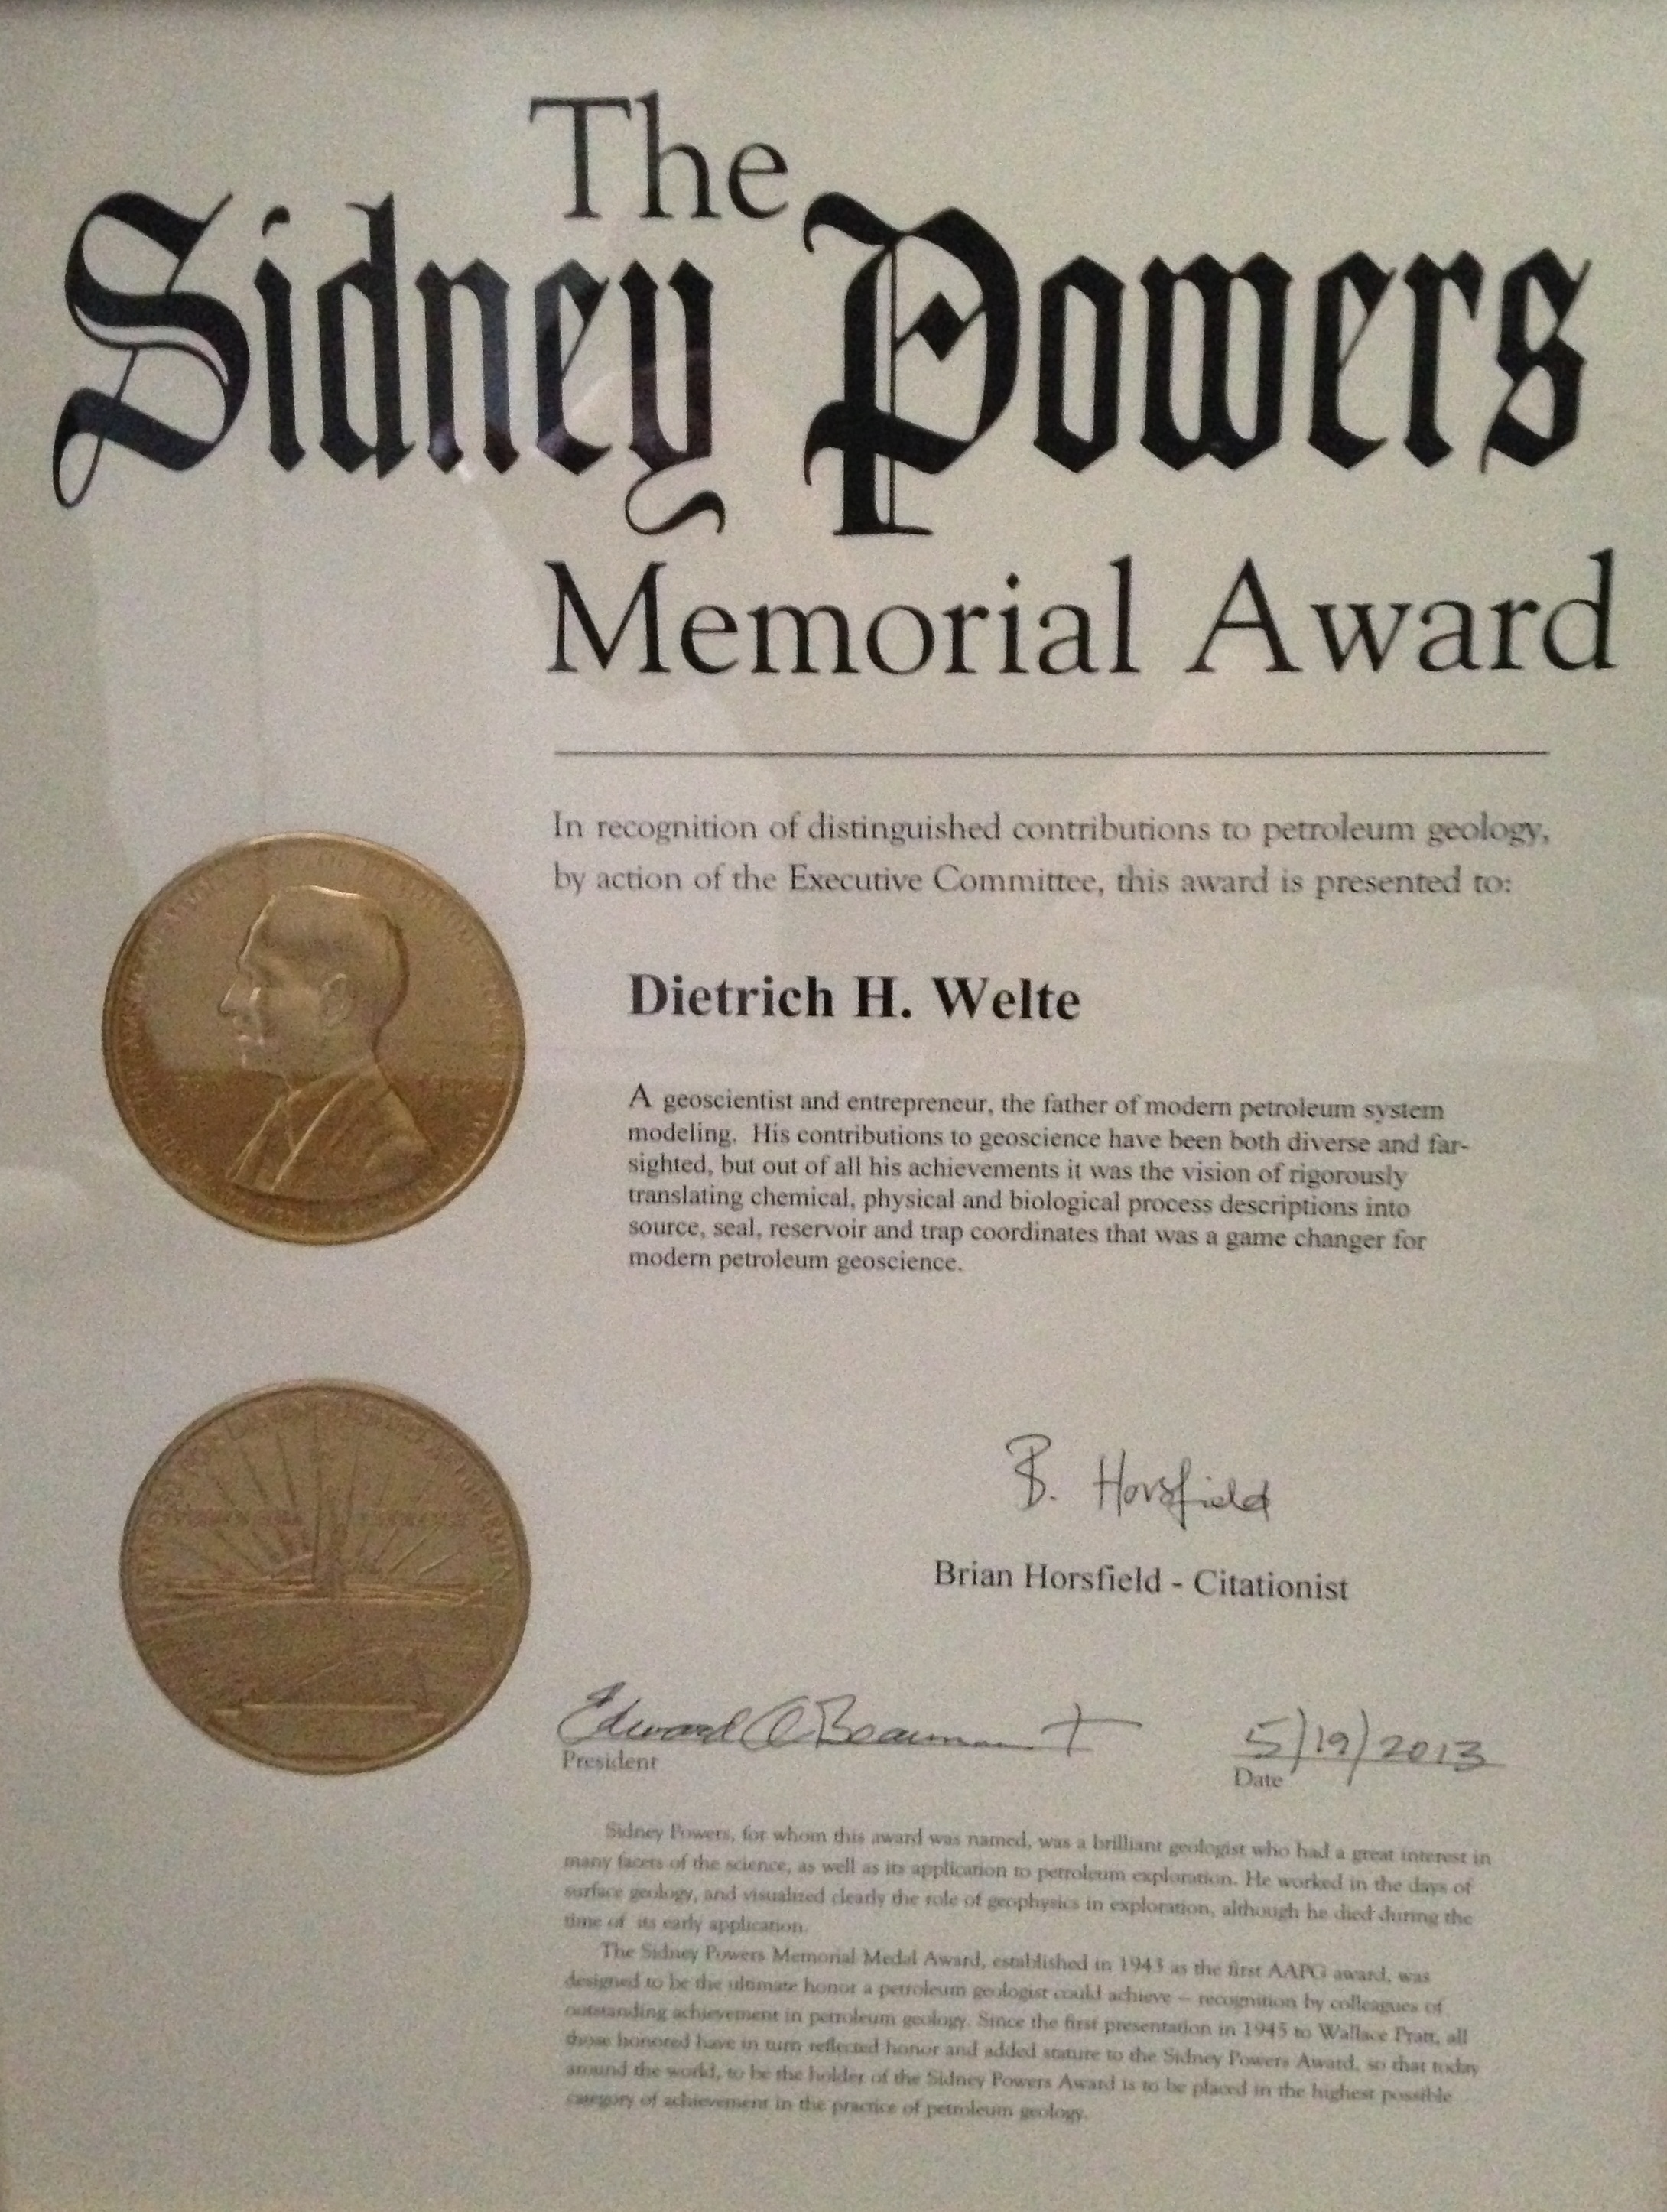 The
Sidney Powers
Memorial Award
In recognition of distinguished contributions to petroleum geology,
by action of the Executive Committee, this award is presented to:
Dietrich H. Welte
A geoscientist and entrepreneur, the father of modern petroleum system
modeling. His contributions to geoscience have been both diverse and far-
sighted, but out of all his achievements it was the vision of rigorously
translating chemical, physical and biological process descriptions into
source, seal, reservoir and trap coordinates that was a game changer for
modern petroleum geoscience.
B. Horsfield
Brian Horsfield - Citationist
Edward A Beaumont
President
5/19/2013
Date
Sidney Powers, for whom this award was named, was a brilliant geologist who had a great interest in
many facets of the science, as well as its application to petroleum exploration. He worked in the days of
surface geology, and visualized clearly the role of geophysics in exploration, although he died during the
time of its early application.
The Sidney Powers Memorial Medal Award, established in 1943 as the first AAPG award, was
designed to be the ultimate honor a petroleum geologist could achieve – recognition by colleagues of
outstanding achievement in petroleum geology. Since the first presentation in 1945 to Wallace Pratt, all
those honored have in turn reflected honor and added stature to the Sidney Powers Award, so that today
around the world, to be the holder of the Sidney Powers Award is to be placed in the highest possible
category of achievement in the practice of petroleum geology.